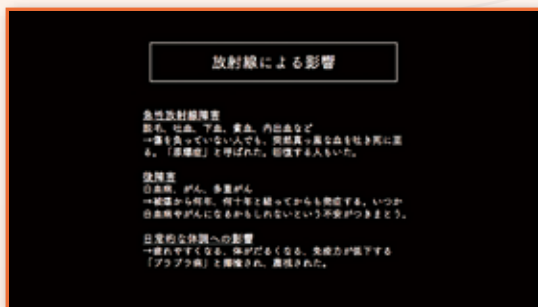 放射線による影響
急性放射線障害
脱毛、吐血、下血、貧血、内出血など
→傷を負っていない人でも、突然真っ黒な血を吐き死に至
る。「原爆症」と呼ばれた。回復する人もいた。
後障害
白血病、がん、多重がん
→被爆から何年、何十年と経ってからも発症する。いつか
白血病やがんになるかもしれないという不安がつきまとう。
日常的な体調への影響
→疲れやすくなる、体がだるくなる、免疫力が低下する
「ブラブラ病」と揶揄され、蔑視された。